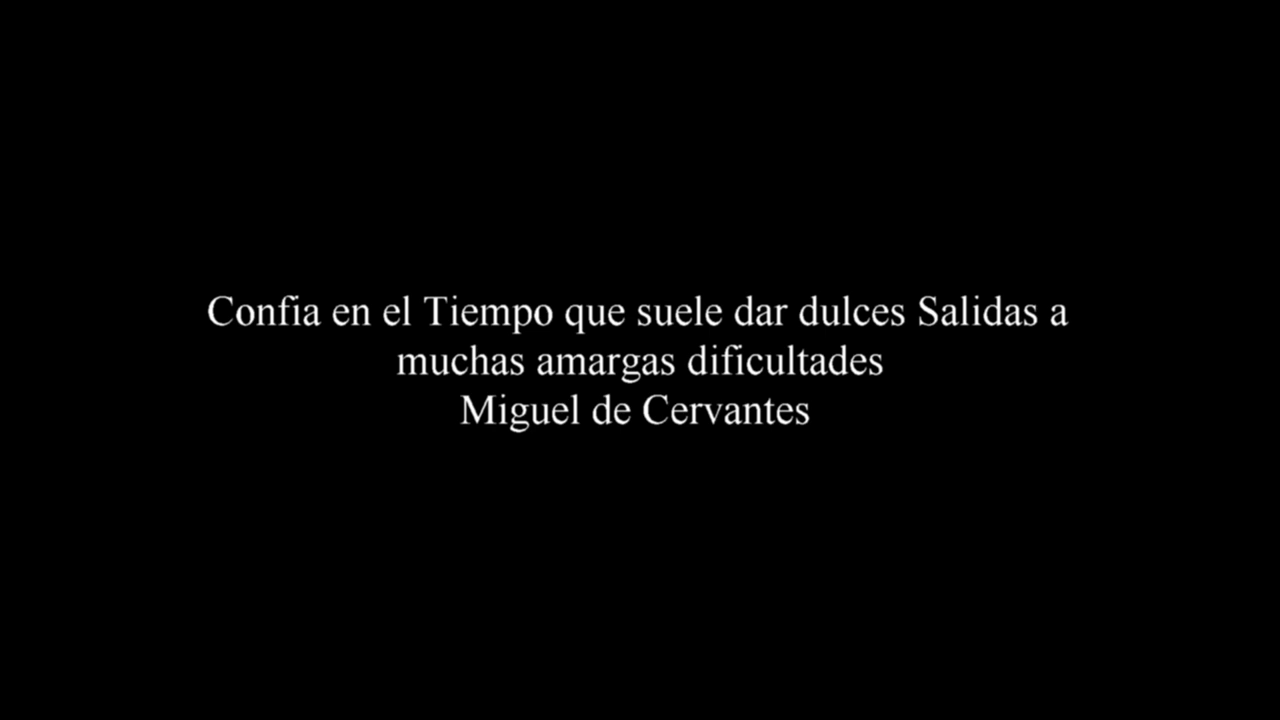 Confia en el Tiempo que suele dar dulces Salidas a
muchas amargas dificultades
Miguel de Cervantes